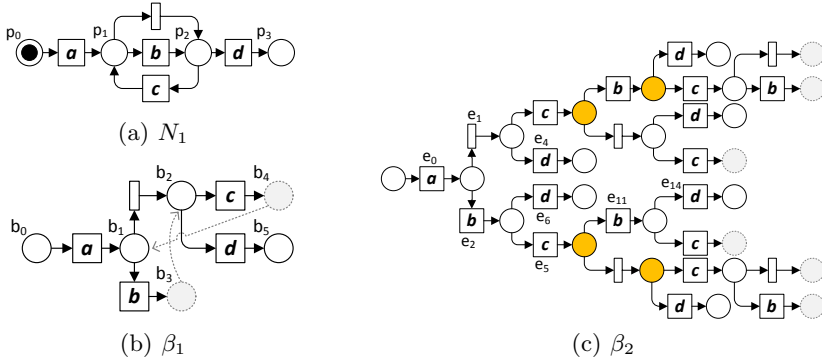 p₀ p₁ p₂ p₃
a b d
c
(a) N₁
b₀ b₁ b₂ b₄
a c
b₃ d b₅
b
(b) β₁
d
b c b
e₁ c d
e₀ e₄ c
a d
b d e₁₁ e₁₄
e₂ e₆ b d
c c
e₅ c
d b
(c) β₂